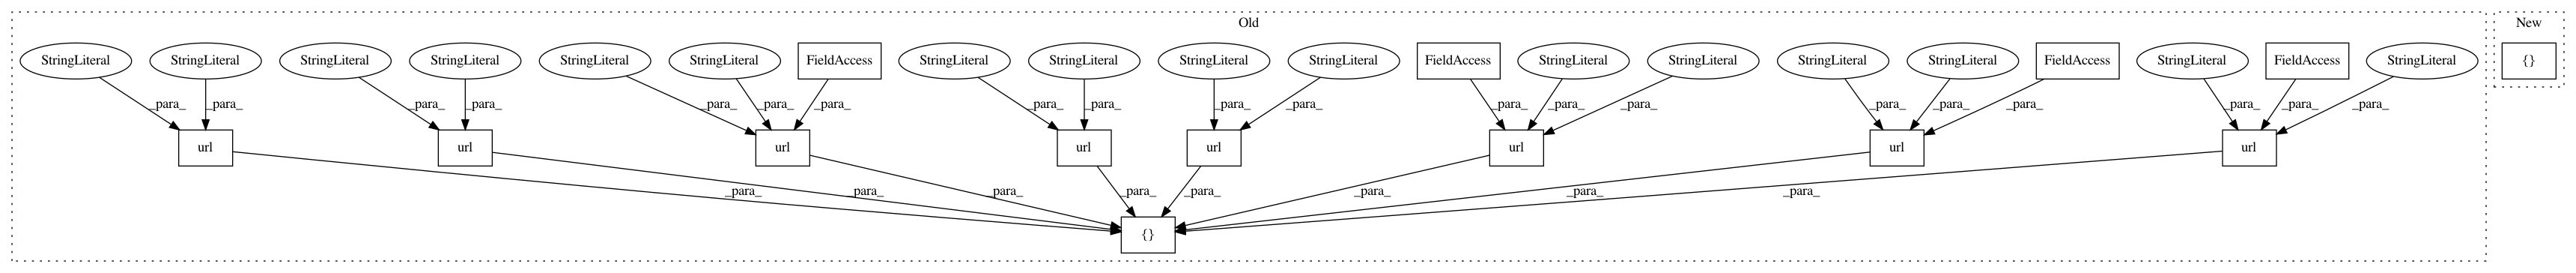 Old
New
StringLiteral StringLiteral StringLiteral StringLiteral StringLiteral StringLiteral FieldAccess StringLiteral StringLiteral StringLiteral StringLiteral FieldAccess StringLiteral StringLiteral StringLiteral StringLiteral FieldAccess StringLiteral FieldAccess StringLiteral {}
_para_ _para_ _para_ _para_ _para_ _para_ _para_ _para_ _para_ _para_ _para_ _para_ _para_ _para_ _para_ _para_ _para_ _para_ _para_ _para_
url url url url url url url url
_para_ _para_ _para_ _para_ _para_ _para_ _para_ _para_
{}